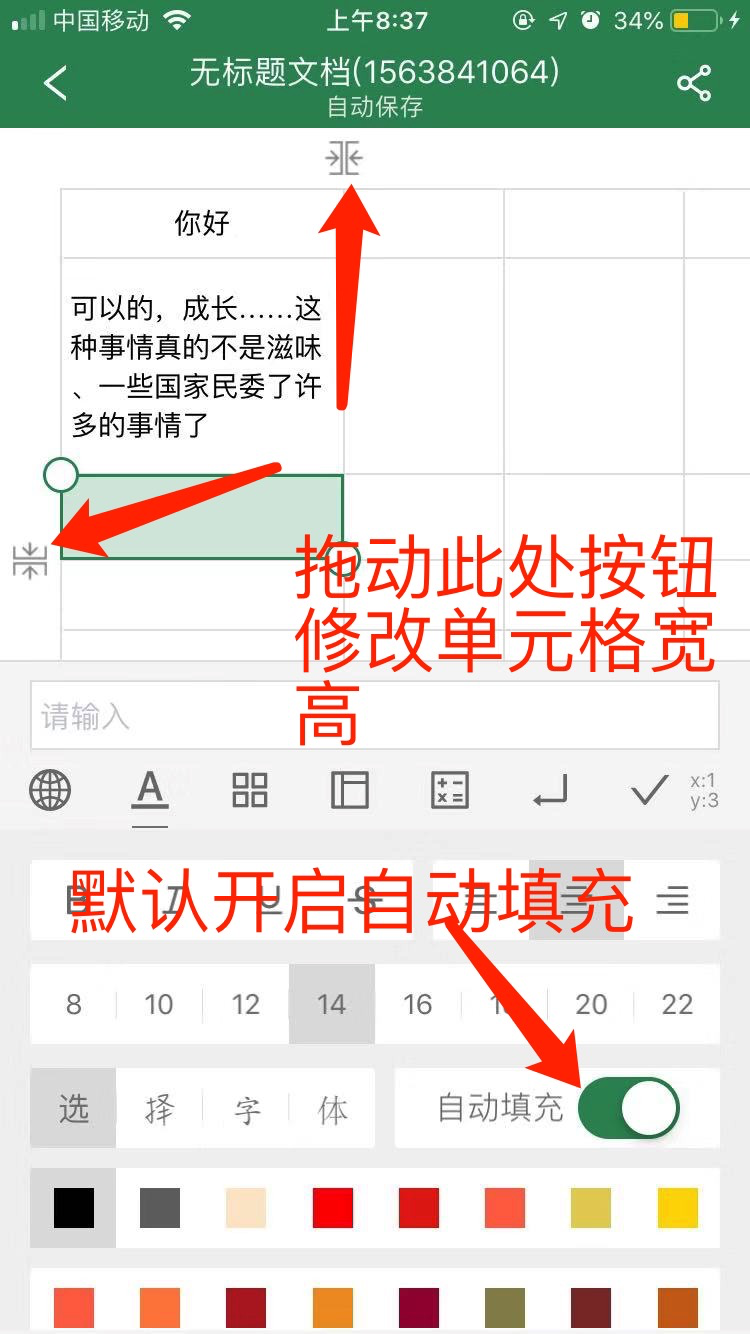 中国移动 上午8:37 34%
无标题文档(1563841064)
自动保存
你好
可以的，成长……这
种事情真的不是滋味
、一些国家民委了许
多的事情了
拖动此处按钮
修改单元格宽
高
请输入
A
x:1
y:3
默认开启自动填充
B I U S
8 10 12 14 16 20 22
选 择 字 体
自动填充